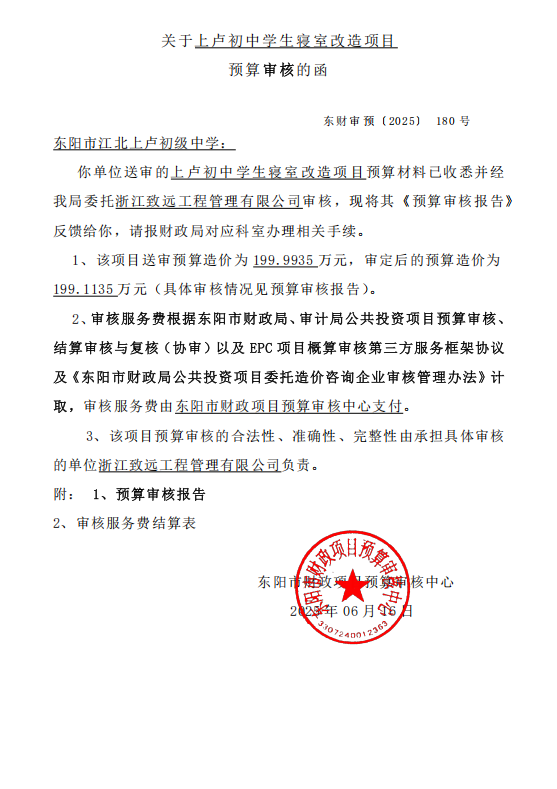 关于上卢初中学生寝室改造项目
预算审核的函
东财审预〔2025〕 180 号
东阳市江北上卢初级中学：
你单位送审的上卢初中学生寝室改造项目预算材料已收悉并经
我局委托浙江致远工程管理有限公司审核，现将其《预算审核报告》
反馈给你，请报财政局对应科室办理相关手续。
1、该项目送审预算造价为 199.9935 万元，审定后的预算造价为
199.1135 万元（具体审核情况见预算审核报告）。
2、审核服务费根据东阳市财政局、审计局公共投资项目预算审核、
结算审核与复核（协审）以及 EPC 项目概算审核第三方服务框架协议
及《东阳市财政局公共投资项目委托造价咨询企业审核管理办法》计
取，审核服务费由东阳市财政项目预算审核中心支付。
3、该项目预算审核的合法性、准确性、完整性由承担具体审核
的单位浙江致远工程管理有限公司负责。
附： 1、预算审核报告
2、审核服务费结算表
东阳市财政项目预算审核中心
2025 年 06 月 16 日
东阳市财政项目预算审核中心
3307240012363